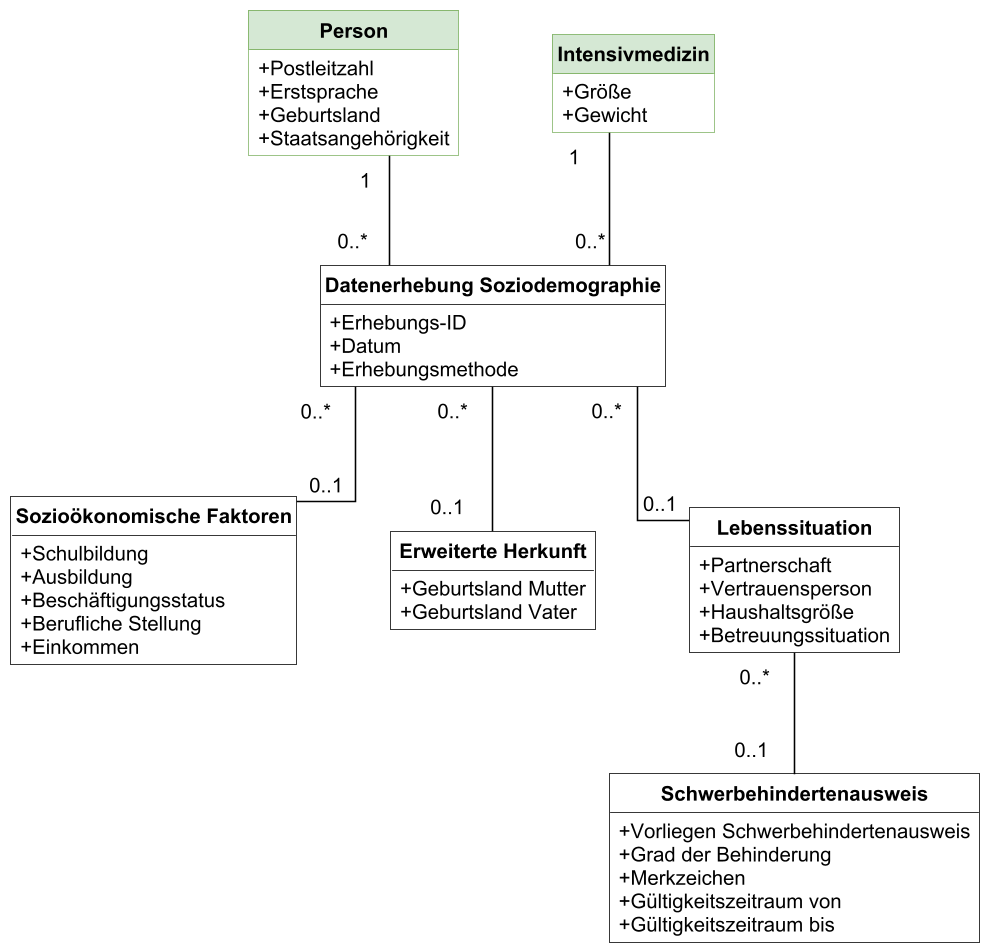 Person
+Postleitzahl
+Erstsprache
+Geburtsland
+Staatsangehörigkeit
Intensivmedizin
+Größe
+Gewicht
1
1
0..*
0..*
Datenerhebung Soziodemographie
+Erhebungs-ID
+Datum
+Erhebungsmethode
0..*
0..*
0..*
0..1
0..1
0..1
Sozioökonomische Faktoren
+Schulbildung
+Ausbildung
+Beschäftigungsstatus
+Berufliche Stellung
+Einkommen
Erweiterte Herkunft
+Geburtsland Mutter
+Geburtsland Vater
Lebenssituation
+Partnerschaft
+Vertrauensperson
+Haushaltsgröße
+Betreuungssituation
0..*
0..1
Schwerbehindertenausweis
+Vorliegen Schwerbehindertenausweis
+Grad der Behinderung
+Merkzeichen
+Gültigkeitszeitraum von
+Gültigkeitszeitraum bis